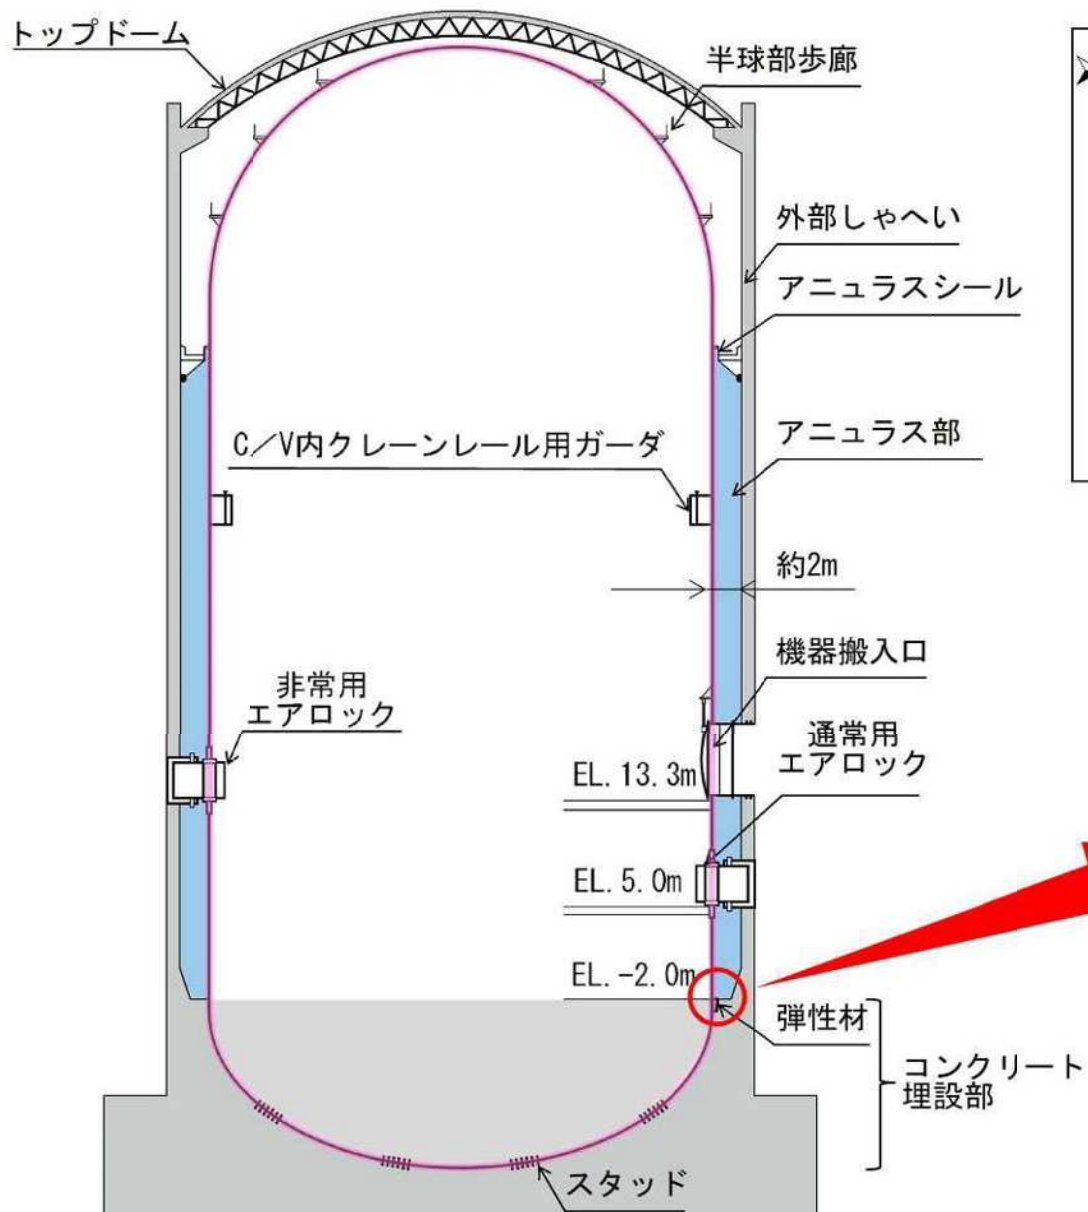 トップドーム
半球部歩廊
外部しゃへい
アニュラスシール
アニュラス部
C／V内クレーンレール用ガーダ
約2m
機器搬入口
非常用
エアロック
通常用
エアロック
EL. 13.3m
EL. 5.0m
EL. -2.0m
弾性材
コンクリート
埋設部
スタッド